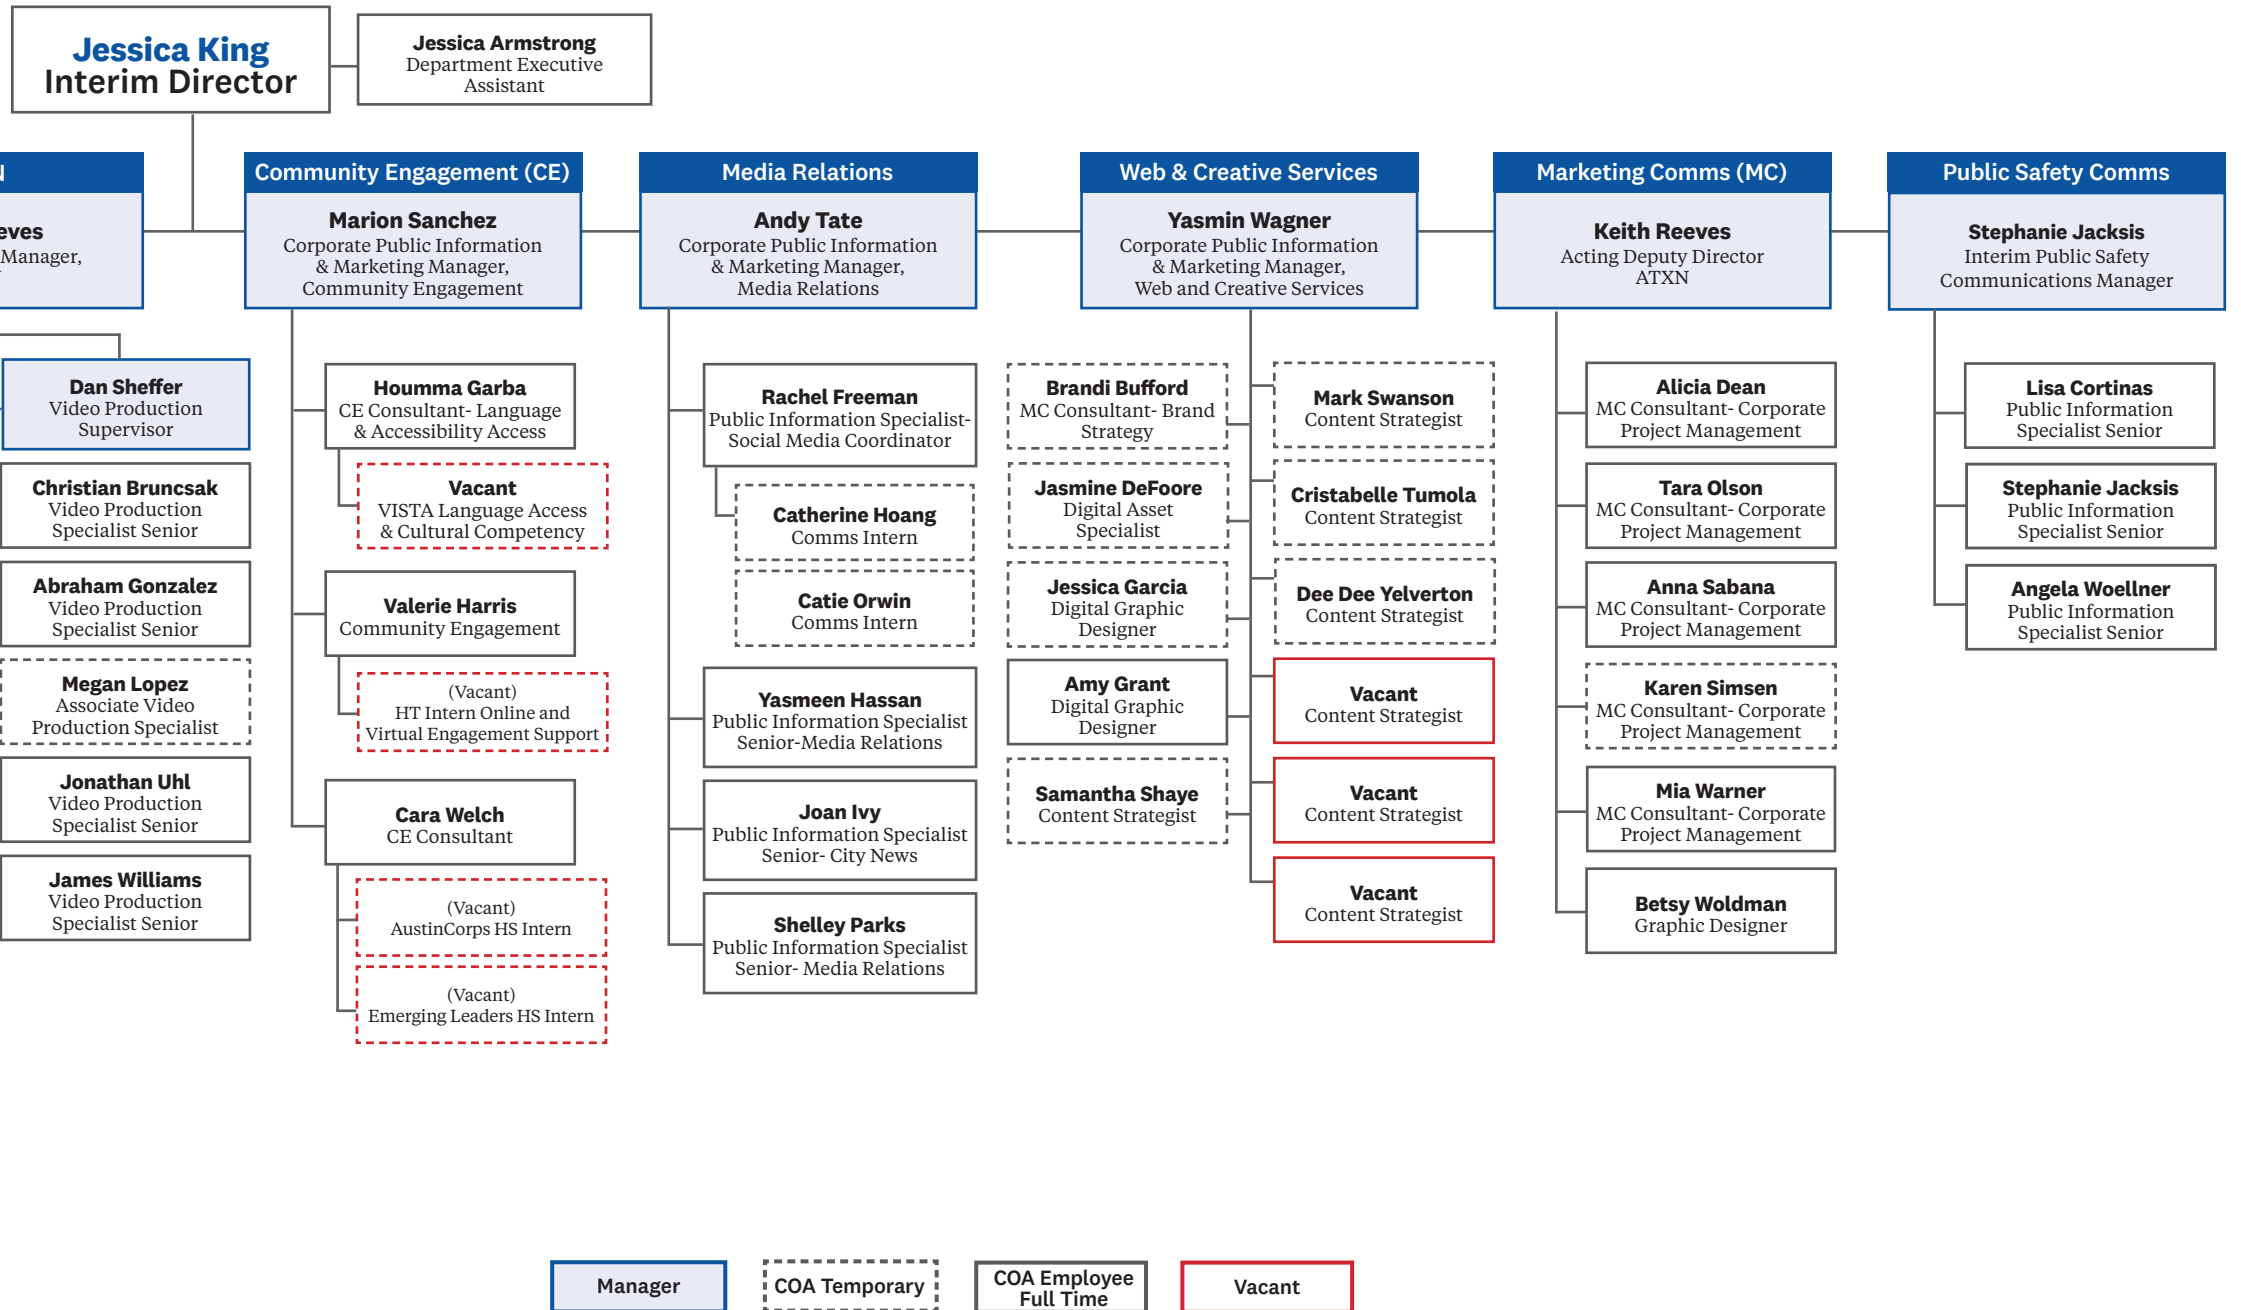 Jessica King
Interim Director
Jessica Armstrong
Department Executive
Assistant
N
eves
Manager,
Dan Sheffer
Video Production
Supervisor
Christian Bruncsak
Video Production
Specialist Senior
Abraham Gonzalez
Video Production
Specialist Senior
Megan Lopez
Associate Video
Production Specialist
Jonathan Uhl
Video Production
Specialist Senior
James Williams
Video Production
Specialist Senior
Community Engagement (CE)
Marion Sanchez
Corporate Public Information
& Marketing Manager,
Community Engagement
Houmma Garba
CE Consultant- Language
& Accessibility Access
Vacant
VISTA Language Access
& Cultural Competency
Valerie Harris
Community Engagement
(Vacant)
HT Intern Online and
Virtual Engagement Support
Cara Welch
CE Consultant
(Vacant)
AustinCorps HS Intern
(Vacant)
Emerging Leaders HS Intern
Media Relations
Andy Tate
Corporate Public Information
& Marketing Manager,
Media Relations
Rachel Freeman
Public Information Specialist-
Social Media Coordinator
Catherine Hoang
Comms Intern
Catie Orwin
Comms Intern
Yasmeen Hassan
Public Information Specialist
Senior-Media Relations
Joan Ivy
Public Information Specialist
Senior- City News
Shelley Parks
Public Information Specialist
Senior- Media Relations
Web & Creative Services
Yasmin Wagner
Corporate Public Information
& Marketing Manager,
Web and Creative Services
Brandi Bufford
MC Consultant- Brand
Strategy
Jasmine DeFoore
Digital Asset
Specialist
Jessica Garcia
Digital Graphic
Designer
Amy Grant
Digital Graphic
Designer
Samantha Shaye
Content Strategist
Mark Swanson
Content Strategist
Cristabelle Tumola
Content Strategist
Dee Dee Yelverton
Content Strategist
Vacant
Content Strategist
Vacant
Content Strategist
Vacant
Content Strategist
Marketing Comms (MC)
Keith Reeves
Acting Deputy Director
ATXN
Alicia Dean
MC Consultant- Corporate
Project Management
Tara Olson
MC Consultant- Corporate
Project Management
Anna Sabana
MC Consultant- Corporate
Project Management
Karen Simsen
MC Consultant- Corporate
Project Management
Mia Warner
MC Consultant- Corporate
Project Management
Betsy Woldman
Graphic Designer
Public Safety Comms
Stephanie Jacksis
Interim Public Safety
Communications Manager
Lisa Cortinas
Public Information
Specialist Senior
Stephanie Jacksis
Public Information
Specialist Senior
Angela Woellner
Public Information
Specialist Senior
Manager
COA Temporary
COA Employee
Full Time
Vacant